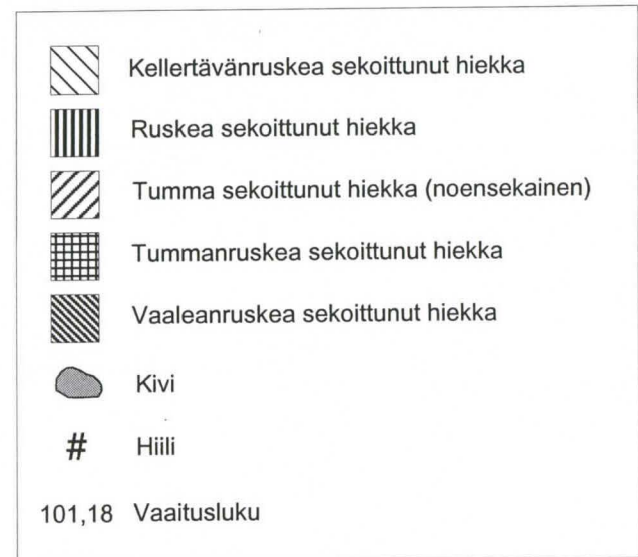 Kellertävänruskea sekoittunut hiekka
Ruskea sekoittunut hiekka
Tumma sekoittunut hiekka (noensekainen)
Tummanruskea sekoittunut hiekka
Vaaleanruskea sekoittunut hiekka
Kivi
# Hiili
101,18 Vaaitusluku